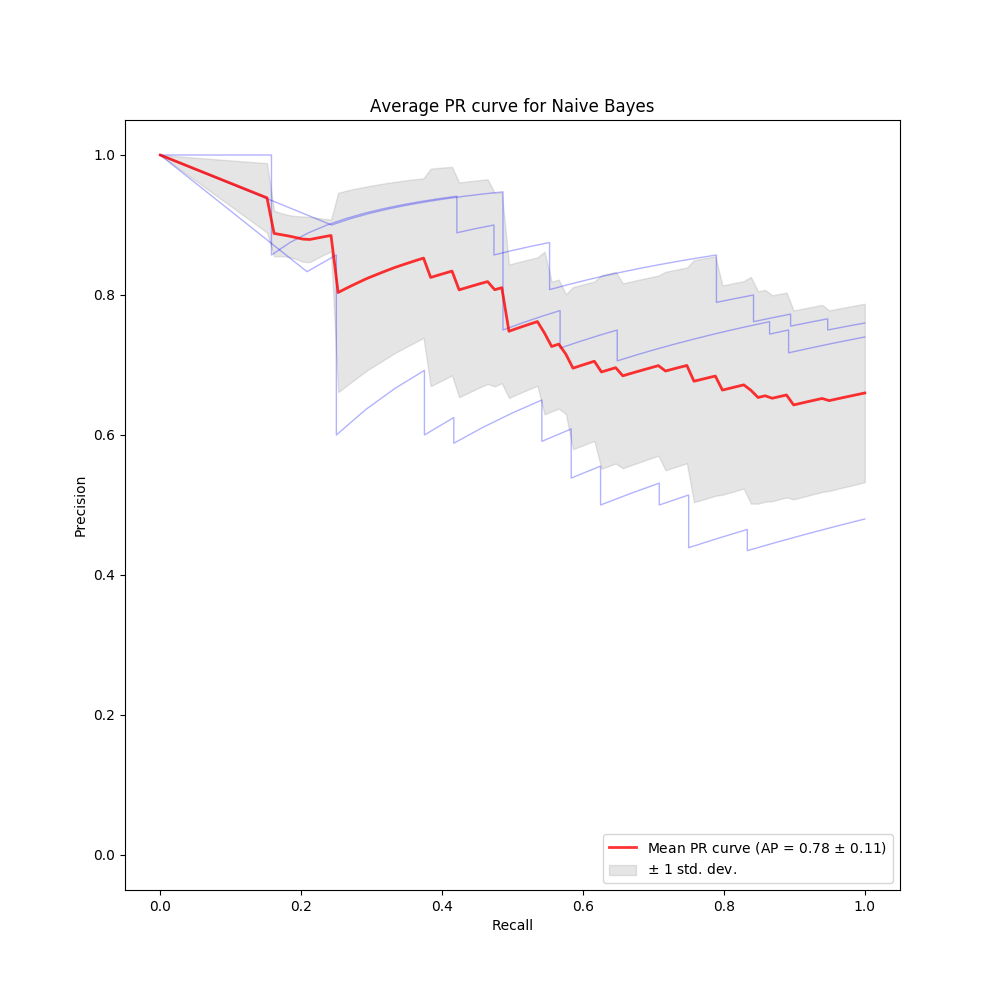 Average PR curve for Naive Bayes
1.0
0.8
0.6
0.4
0.2
0.0
Precision
0.0 0.2 0.4 0.6 0.8 1.0
Recall
Mean PR curve (AP = 0.78 ± 0.11)
± 1 std. dev.